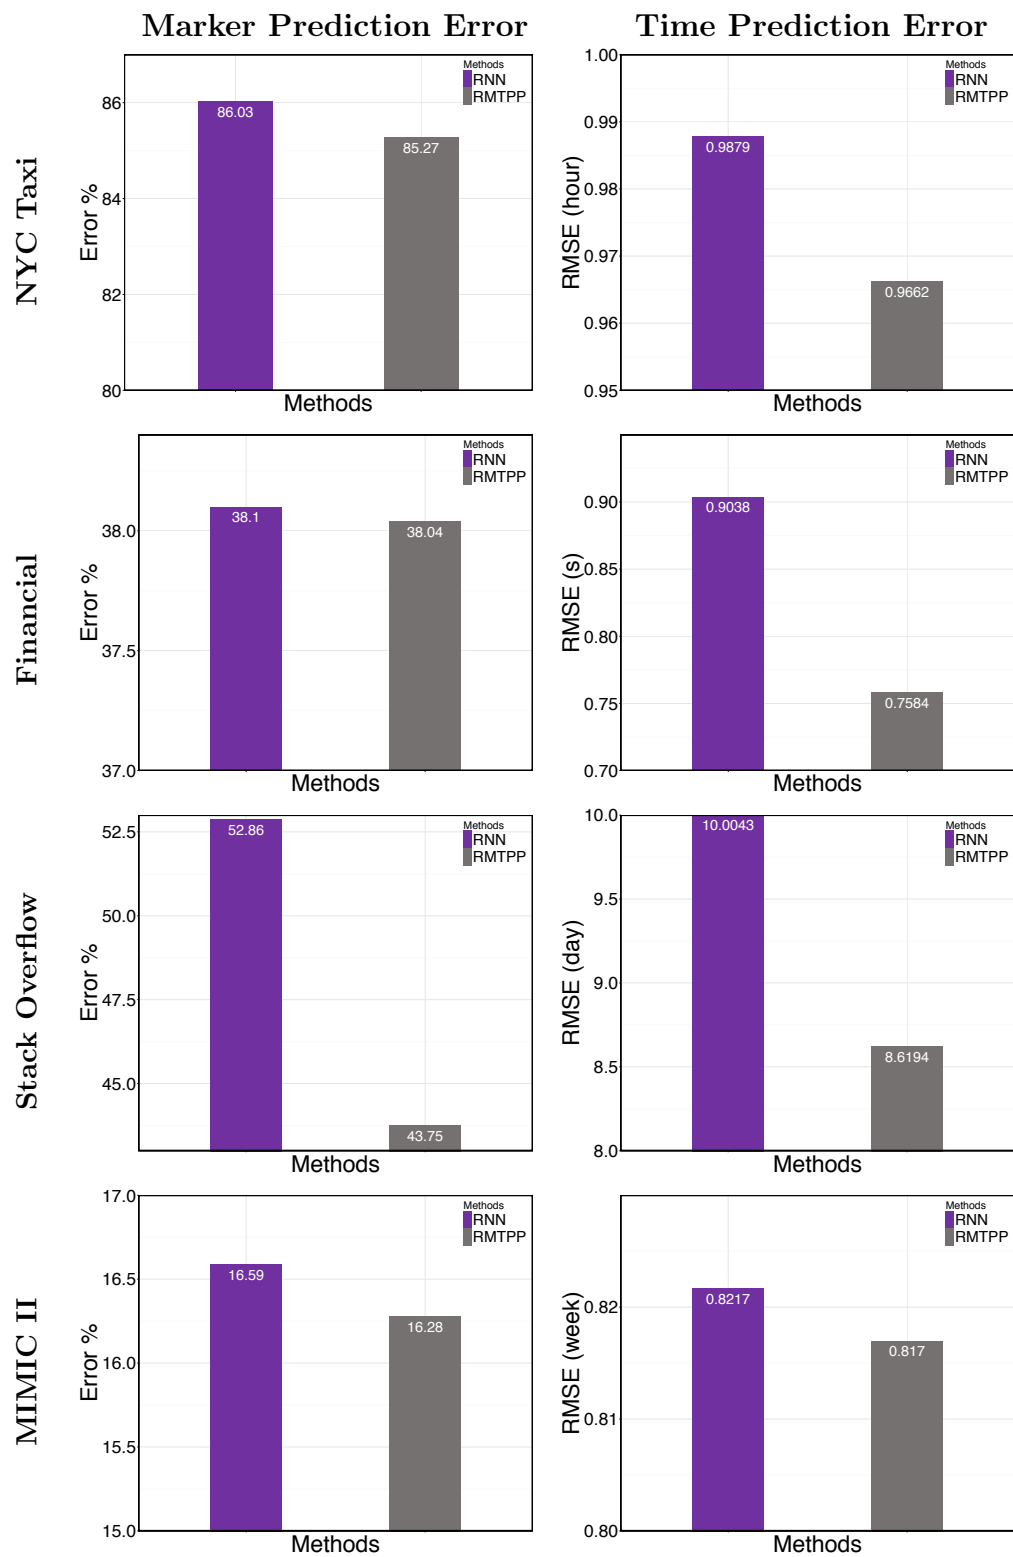 Marker Prediction Error
Time Prediction Error
NYC Taxi
Error %
86
84
82
80
86.03
85.27
Methods
RNN
RMTPP
Methods
RMSE (hour)
1.00
0.99
0.98
0.97
0.96
0.95
0.9879
0.9662
Methods
RNN
RMTPP
Methods
Financial
Error %
38.0
37.5
37.0
38.1
38.04
Methods
RNN
RMTPP
Methods
RMSE (s)
0.90
0.85
0.80
0.75
0.70
0.9038
0.7584
Methods
RNN
RMTPP
Methods
Stack Overflow
Error %
52.5
50.0
47.5
45.0
52.86
43.75
Methods
RNN
RMTPP
Methods
RMSE (day)
10.0
9.5
9.0
8.5
8.0
10.0043
8.6194
Methods
RNN
RMTPP
Methods
MIMIC II
Error %
17.0
16.5
16.0
15.5
15.0
16.59
16.28
Methods
RNN
RMTPP
Methods
RMSE (week)
0.82
0.81
0.80
0.8217
0.817
Methods
RNN
RMTPP
Methods